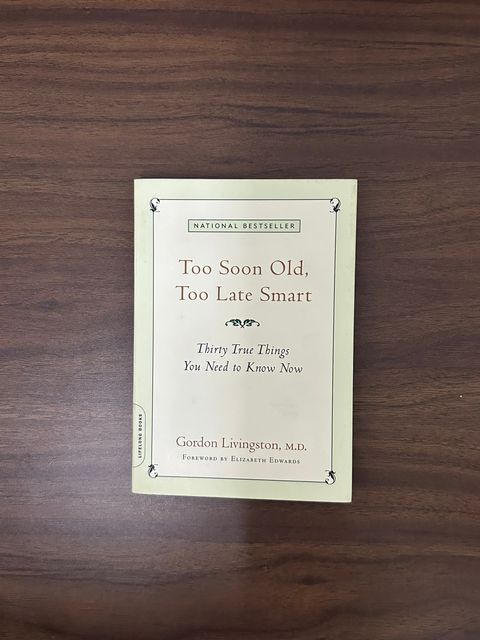 NATIONAL BESTSELLER
Too Soon Old,
Too Late Smart
Thirty True Things
You Need to Know Now
Gordon Livingston, M.D.
FOREWORD BY ELIZABETH EDWARDS
LIFELONG BOOKS